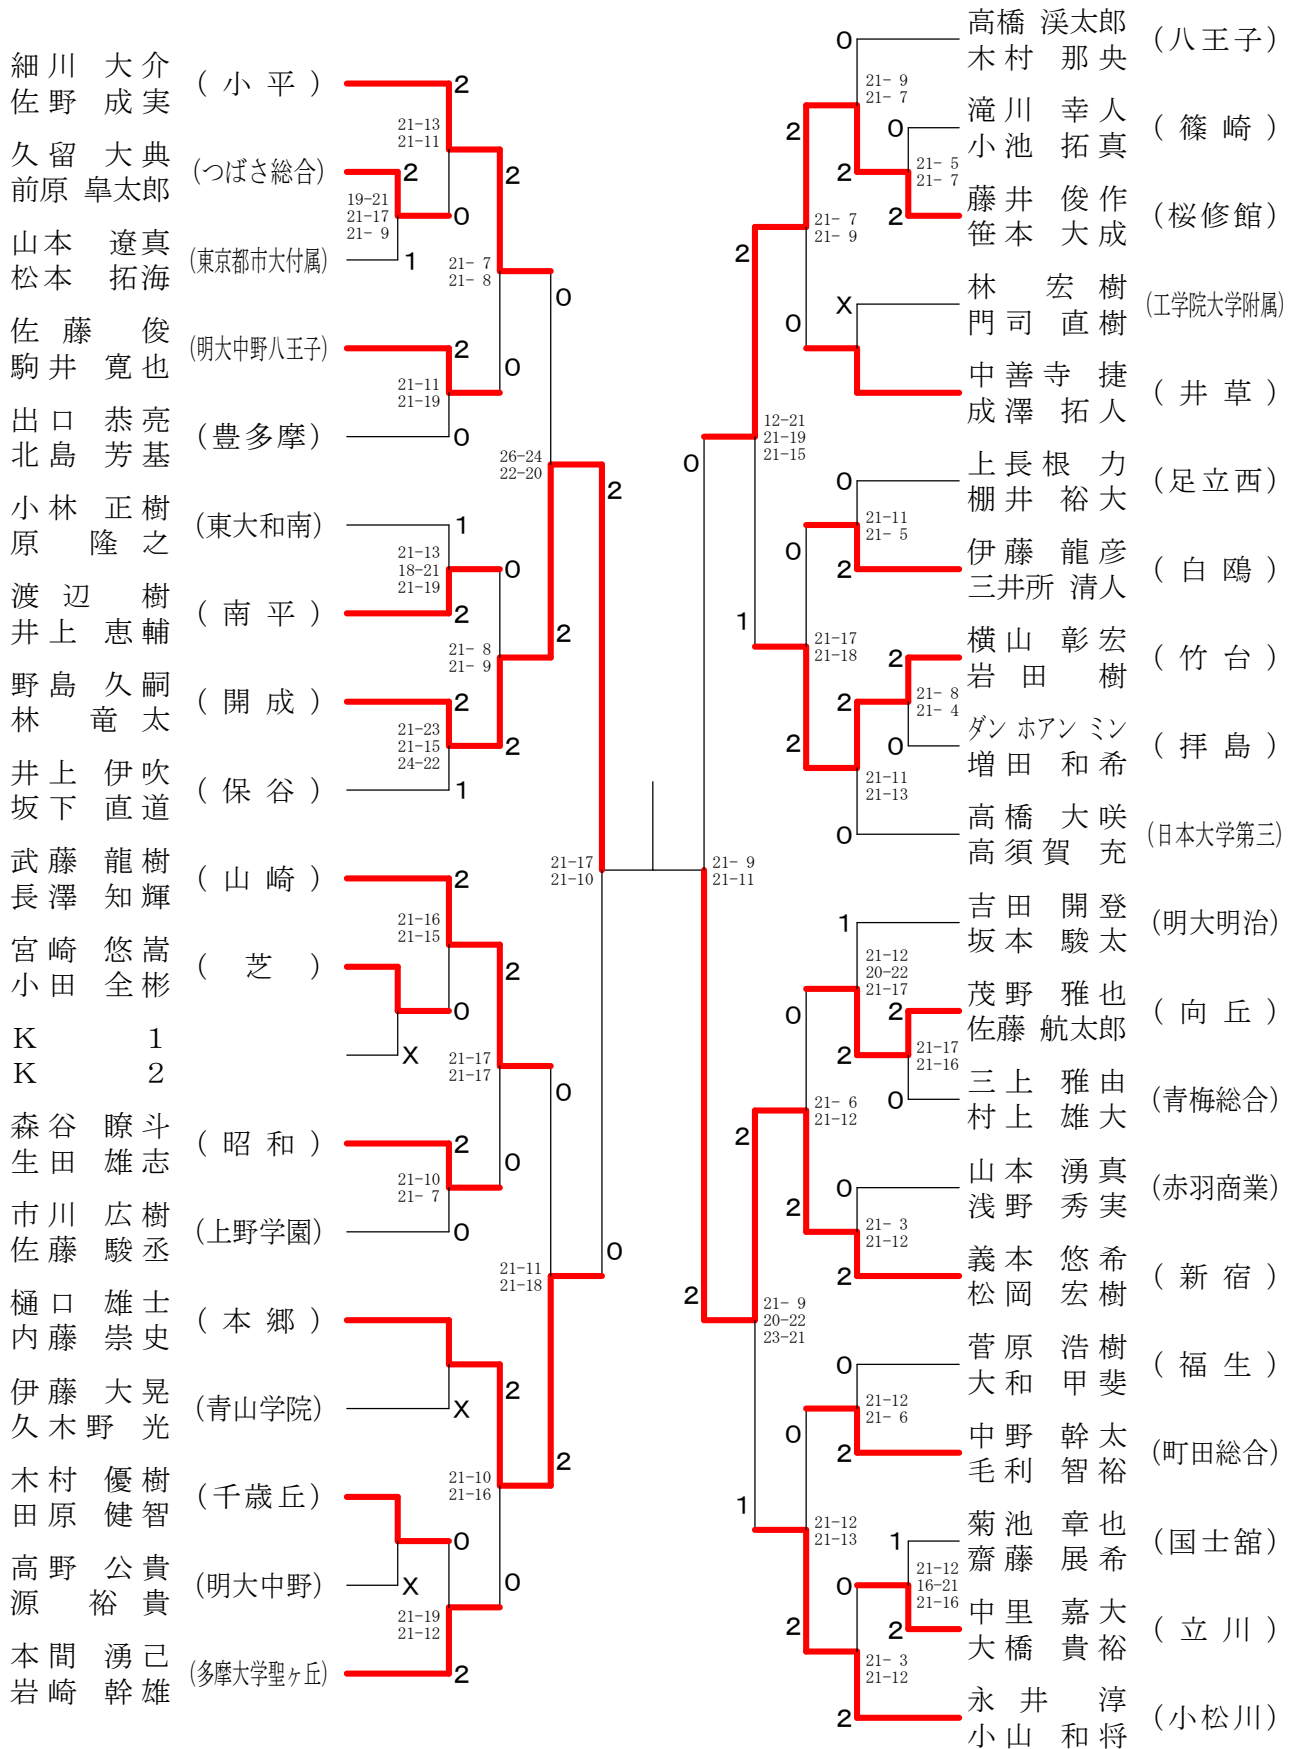 細川 大介
佐野 成実
(小平)
2
21-13
21-11
久留 大典
前原 皐太郎
(つばさ総合)
2
2
19-21
21-17
21- 9
0
山本 遼真
松本 拓海
(東京都市大付属)
1
21- 7
21- 8
0
佐藤 俊
駒井 寛也
(明大中野八王子)
2
0
21-11
21-19
出口 恭亮
北島 芳基
(豊多摩)
0
26-24
22-20
2
小林 正樹
原 隆之
(東大和南)
1
21-13
18-21
21-19
0
渡辺 樹
井上 恵輔
(南平)
2
2
21- 8
21- 9
野島 久嗣
林 竜太
(開成)
2
21-23
21-15
24-22
2
井上 伊吹
坂下 直道
(保谷)
1
武藤 龍樹
長澤 知輝
(山崎)
2
21-17
21-10
21-16
21-15
宮崎 悠嵩
小田 全彬
(芝)
2
0
K 1
K 2
X
21-17
21-17
0
森谷 瞭斗
生田 雄志
(昭和)
2
0
21-10
21- 7
市川 広樹
佐藤 駿丞
(上野学園)
0
0
21-11
21-18
樋口 雄士
内藤 崇史
(本郷)
2
伊藤 大晃
久木野 光
(青山学院)
X
2
木村 優樹
田原 健智
(千歳丘)
21-10
21-16
0
高野 公貴
源 裕貴
(明大中野)
X
0
21-19
21-12
本間 湧己
岩崎 幹雄
(多摩大学聖ヶ丘)
2
0
高橋 渓太郎
木村 那央
(八王子)
21- 9
21- 7
2
0
滝川 幸人
小池 拓真
(篠崎)
2
21- 5
21- 7
2
藤井 俊作
笹本 大成
(桜修館)
21- 7
21- 9
2
X
林 宏樹
門司 直樹
(工学院大学附属)
0
中善寺 捷
成澤 拓人
(井草)
12-21
21-19
21-15
0
0
上長根 力
棚井 裕大
(足立西)
21-11
21- 5
0
2
伊藤 龍彦
三井所 清人
(白鴎)
1
21-17
21-18
2
横山 彰宏
岩田 樹
(竹台)
2
21- 8
21- 4
2
0
ダン ホアン ミン
増田 和希
(拝島)
21-11
21-13
0
高橋 大咲
高須賀 充
(日本大学第三)
21- 9
21-11
1
吉田 開登
坂本 駿太
(明大明治)
21-12
20-22
21-17
0
2
茂野 雅也
佐藤 航太郎
(向丘)
2
21-17
21-16
0
三上 雅由
村上 雄大
(青梅総合)
21- 6
21-12
2
0
山本 湧真
浅野 秀実
(赤羽商業)
2
21- 3
21-12
2
義本 悠希
松岡 宏樹
(新宿)
2
21- 9
20-22
23-21
0
菅原 浩樹
大和 甲斐
(福生)
21-12
21- 6
0
2
中野 幹太
毛利 智裕
(町田総合)
1
21-12
21-13
1
菊池 章也
齋藤 展希
(国士舘)
0
21-12
16-21
21-16
2
2
中里 嘉大
大橋 貴裕
(立川)
21- 3
21-12
2
永井 淳
小山 和将
(小松川)